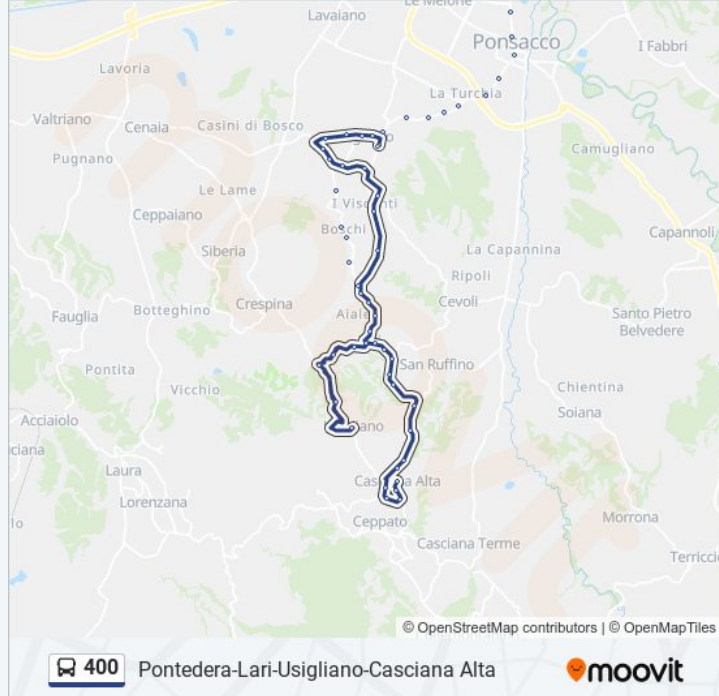 Lavaiano
Le Melorie
Ponsacco
I Fabbri
Lavoria
La Turchia
Valtriano
Cenaia
Casini di Bosco
Camugliano
Pugnano
Le Lame
I Visconti
Ceppaiano
Boschi
Capannoli
Siberia
La Capannina
Ripoli
Crespina
Cevoli
Botteghino
Aiale
Santo Pietro
Belvedere
Fauglia
Pontita
San Ruffino
Vicchio
Chientina
Soiana
Acciaiolo
Laura
Lorenzana
Ceppato
Morrona
Casciana Terme
© OpenStreetMap contributors | © OpenMapTiles
400 Pontedera-Lari-Usigliano-Casciana Alta
moovit